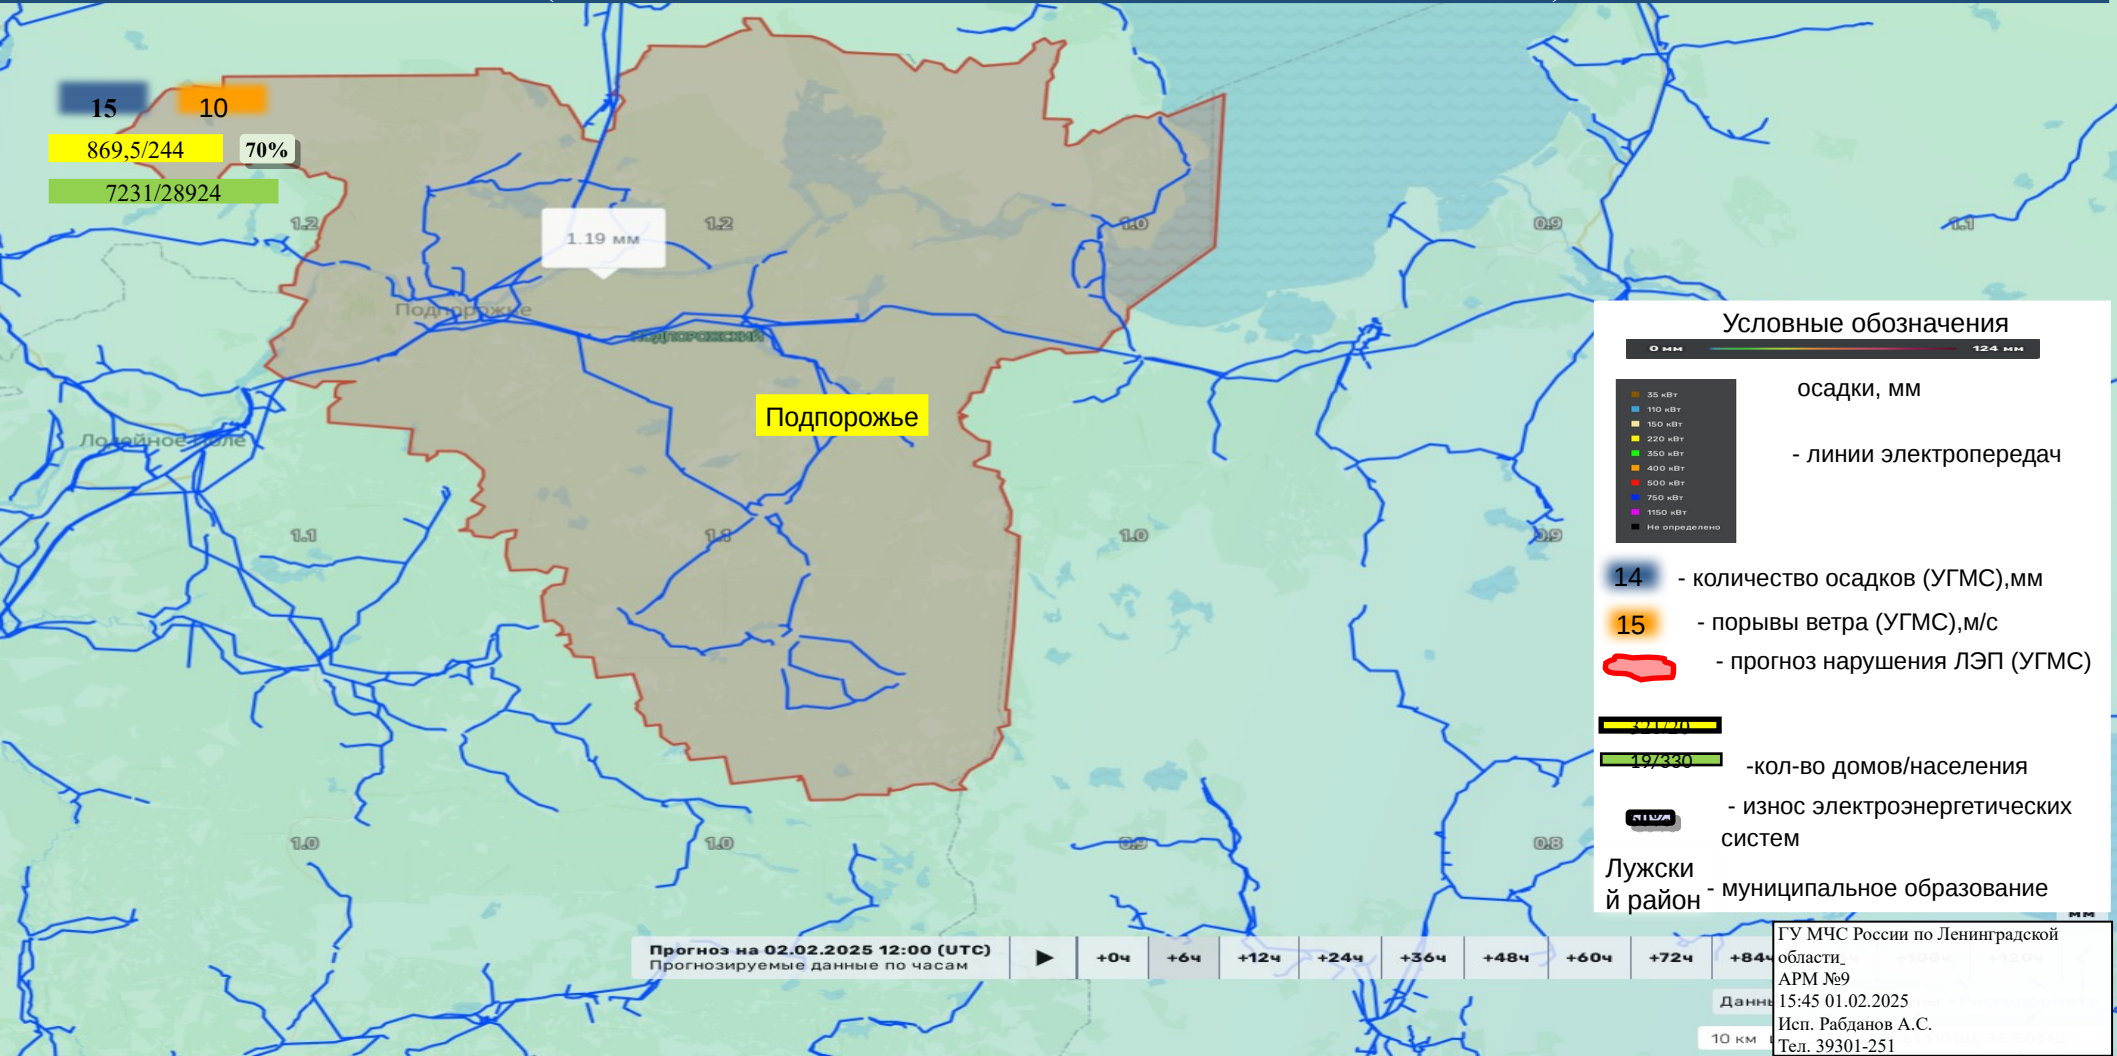 15
10
869,5/244
70%
7231/28924
1.2
1.2
1.0
0.9
1.1
1.19 мм
Подпорожье
ПОДПОРОЖСКИЙ
Подпорожье
Лодейное Поле
1.1
1.1
1.0
0.9
1.0
1.0
0.9
0.8
Условные обозначения
0 мм
124 мм
осадки, мм
35 кВт
110 кВт
150 кВт
220 кВт
350 кВт
400 кВт
500 кВт
750 кВт
1150 кВт
Не определено
- линии электропередач
14 - количество осадков (УГМС),мм
15 - порывы ветра (УГМС),м/с
- прогноз нарушения ЛЭП (УГМС)
321/20
19/330
-кол-во домов/населения
- износ электроэнергетических
систем
Лужски
й район
- муниципальное образование
мм
Прогноз на 02.02.2025 12:00 (UTC)
Прогнозируемые данные по часам
+0ч
+6ч
+12ч
+24ч
+36ч
+48ч
+60ч
+72ч
+84ч
10 км
ГУ МЧС России по Ленинградской
области_
АРМ №9
15:45 01.02.2025
Исп. Рабданов А.С.
Тел. 39301-251